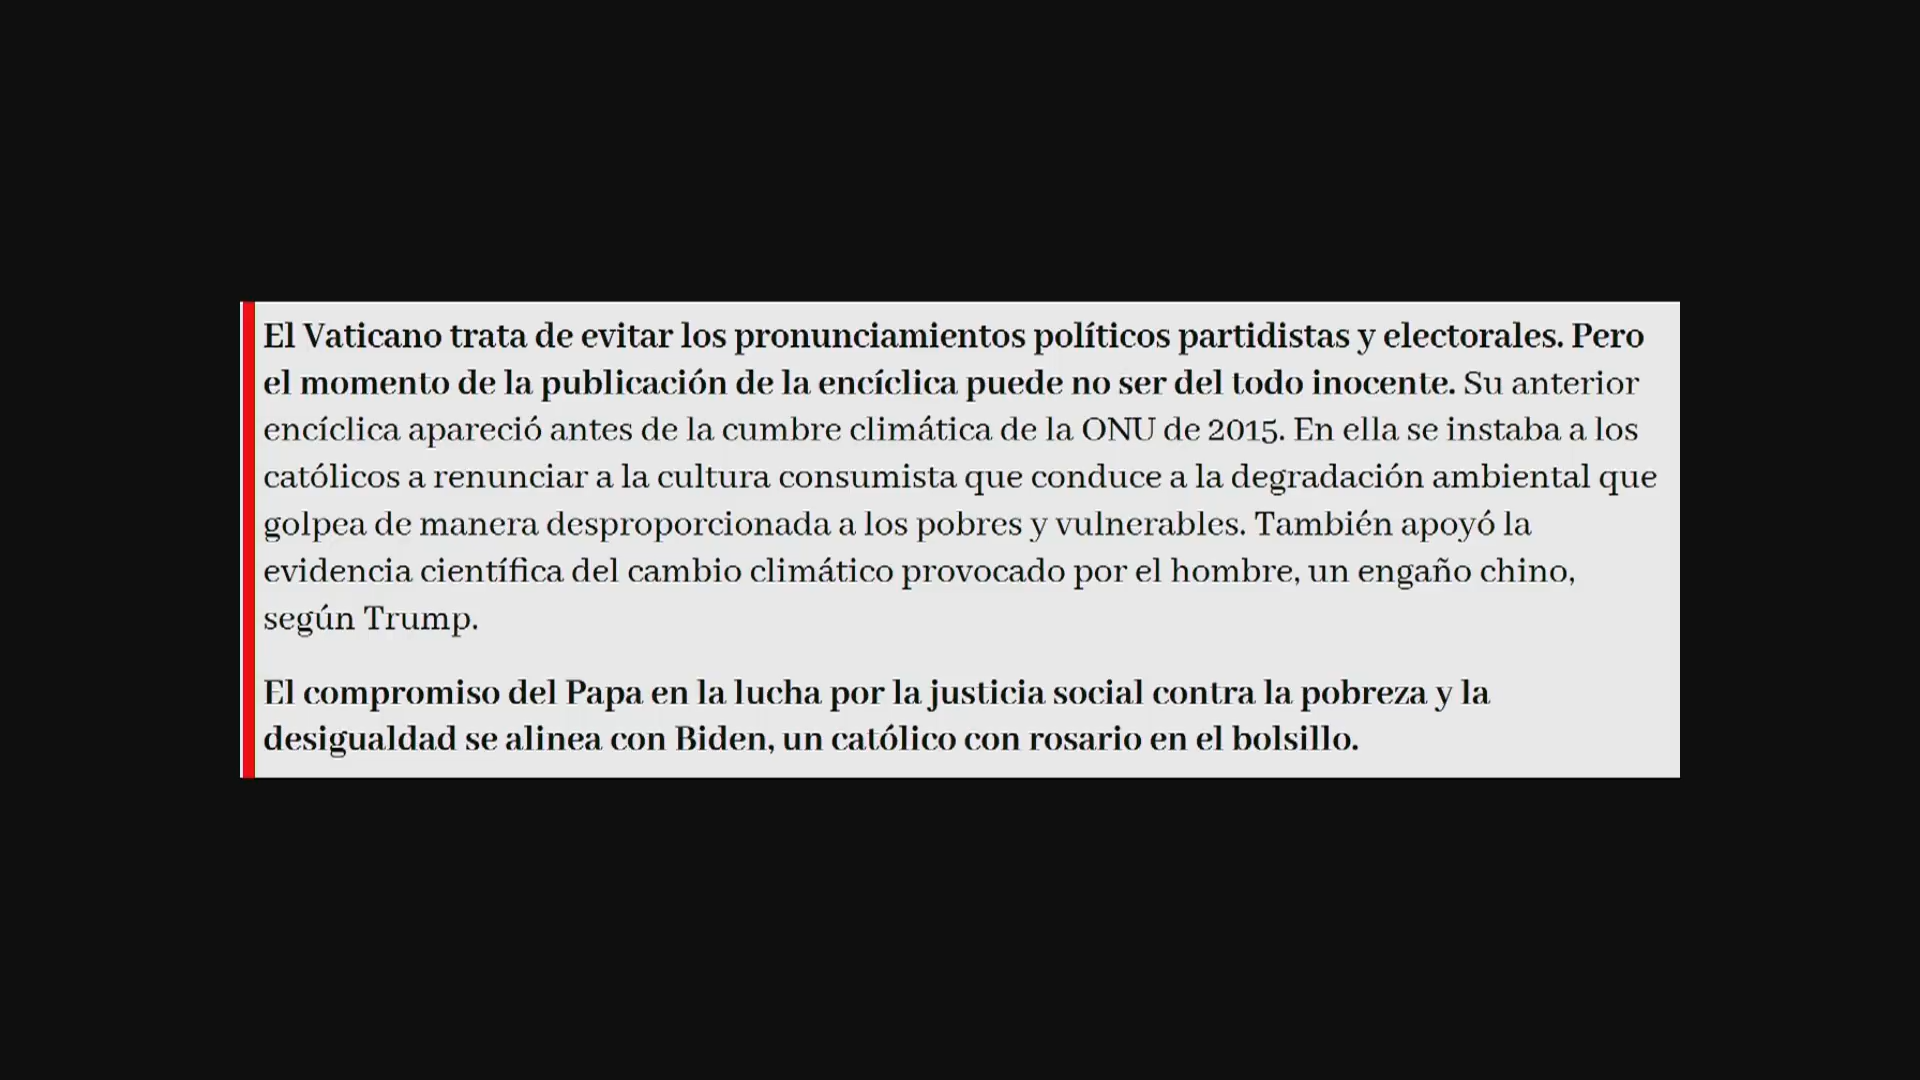 El Vaticano trata de evitar los pronunciamientos políticos partidistas y electorales. Pero
el momento de la publicación de la encíclica puede no ser del todo inocente. Su anterior
encíclica apareció antes de la cumbre climática de la ONU de 2015. En ella se instaba a los
católicos a renunciar a la cultura consumista que conduce a la degradación ambiental que
golpea de manera desproporcionada a los pobres y vulnerables. También apoyó la
evidencia científica del cambio climático provocado por el hombre, un engaño chino,
según Trump.
El compromiso del Papa en la lucha por la justicia social contra la pobreza y la
desigualdad se alinea con Biden, un católico con rosario en el bolsillo.